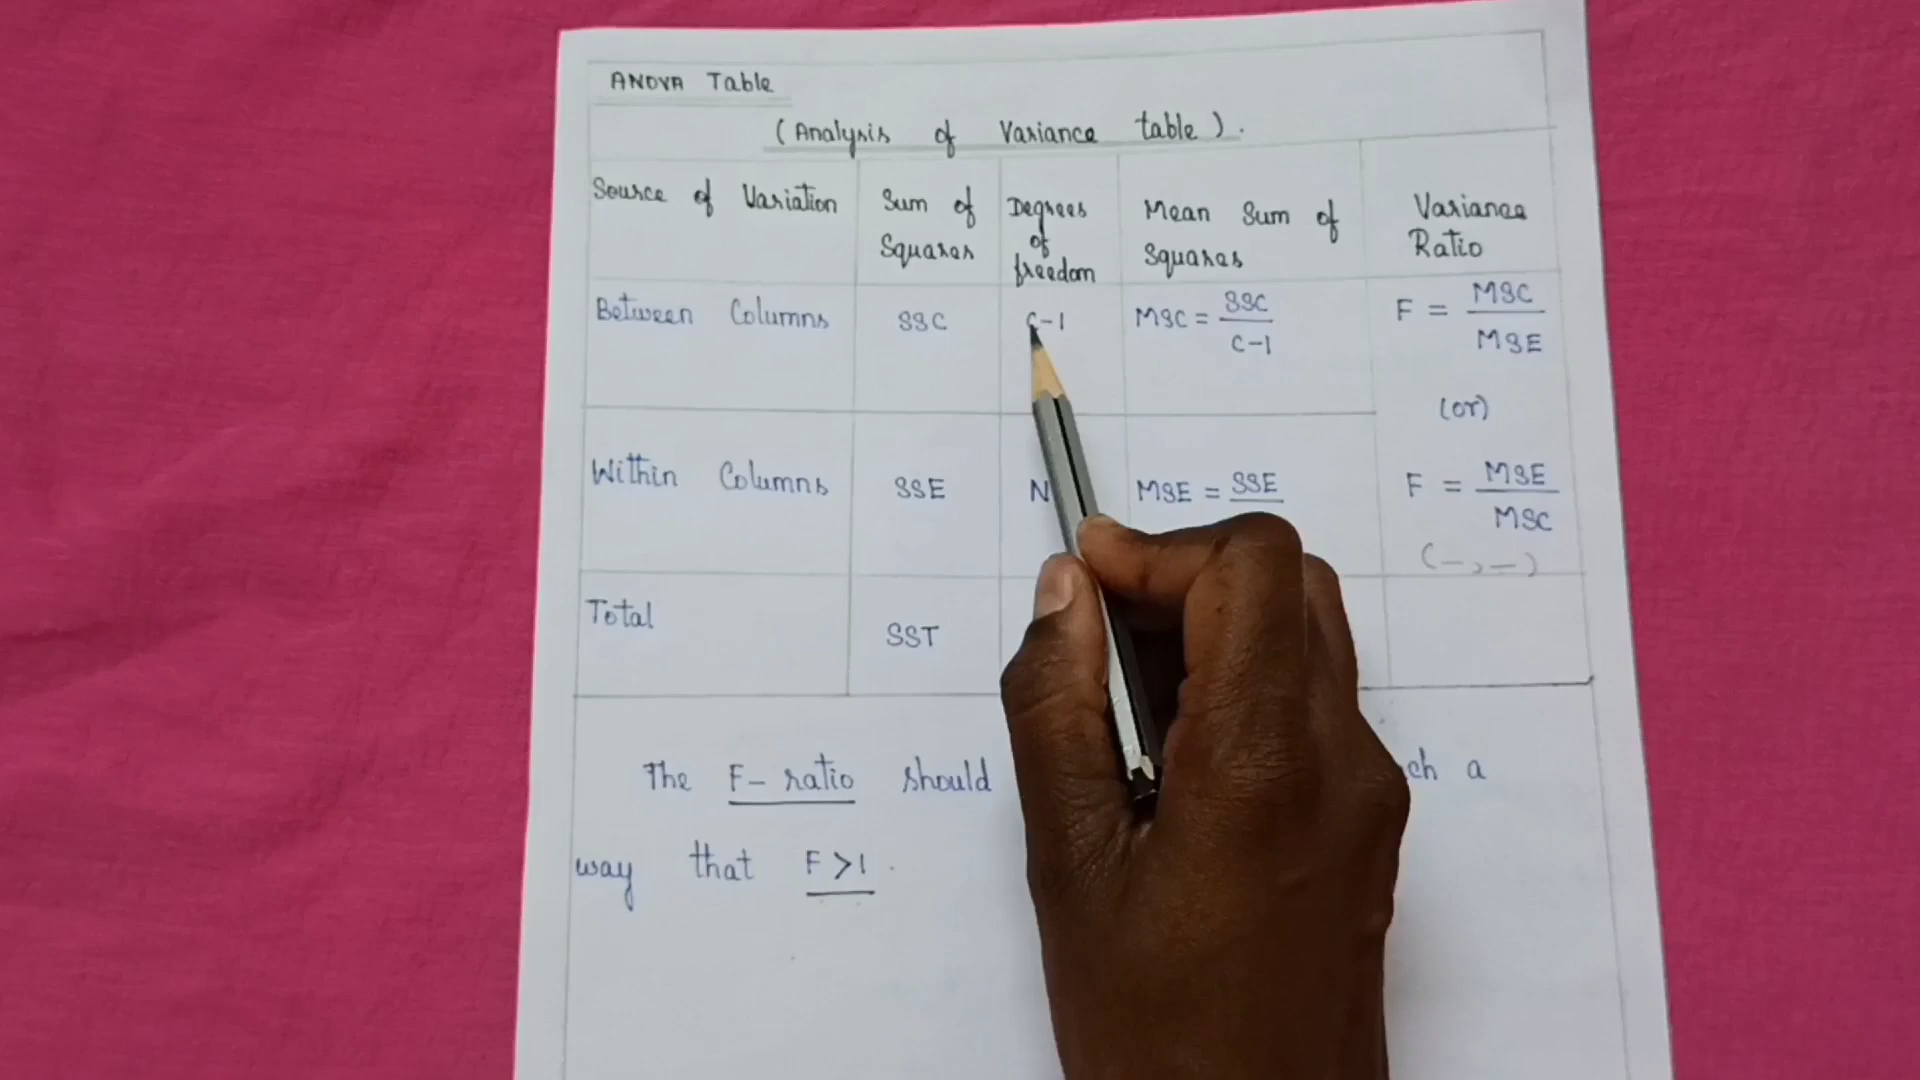 ANOVA Table
(Analysis of Variance table).
Source of Variation
Sum of Squares
Degrees of freedom
Mean Sum of Squares
Variance Ratio
Between Columns
SSC
C-1
MSC = SSC / C-1
F = MSC / MSE
(or)
Within Columns
SSE
N
MSE = SSE
F = MSE / MSC
(-,-)
Total
SST
The F- ratio should a
way that F>1.